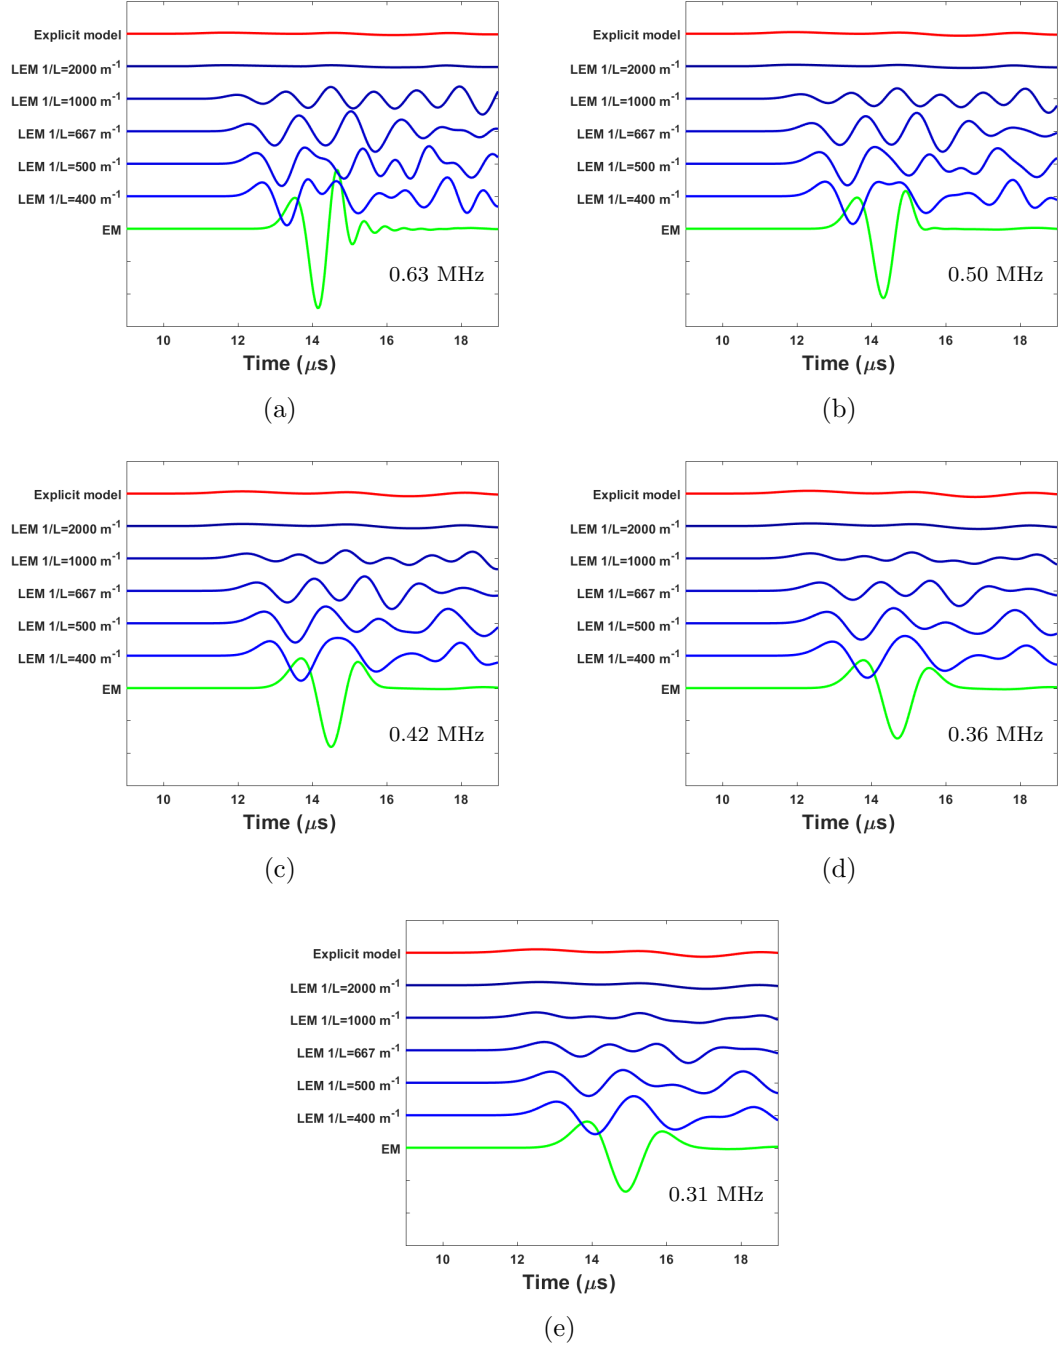 Explicit model
LEM 1/L=2000 m⁻¹
LEM 1/L=1000 m⁻¹
LEM 1/L=667 m⁻¹
LEM 1/L=500 m⁻¹
LEM 1/L=400 m⁻¹
EM
0.63 MHz
10 12 14 16 18
Time (μs)
(a)
Explicit model
LEM 1/L=2000 m⁻¹
LEM 1/L=1000 m⁻¹
LEM 1/L=667 m⁻¹
LEM 1/L=500 m⁻¹
LEM 1/L=400 m⁻¹
EM
0.50 MHz
10 12 14 16 18
Time (μs)
(b)
Explicit model
LEM 1/L=2000 m⁻¹
LEM 1/L=1000 m⁻¹
LEM 1/L=667 m⁻¹
LEM 1/L=500 m⁻¹
LEM 1/L=400 m⁻¹
EM
0.42 MHz
10 12 14 16 18
Time (μs)
(c)
Explicit model
LEM 1/L=2000 m⁻¹
LEM 1/L=1000 m⁻¹
LEM 1/L=667 m⁻¹
LEM 1/L=500 m⁻¹
LEM 1/L=400 m⁻¹
EM
0.36 MHz
10 12 14 16 18
Time (μs)
(d)
Explicit model
LEM 1/L=2000 m⁻¹
LEM 1/L=1000 m⁻¹
LEM 1/L=667 m⁻¹
LEM 1/L=500 m⁻¹
LEM 1/L=400 m⁻¹
EM
0.31 MHz
10 12 14 16 18
Time (μs)
(e)